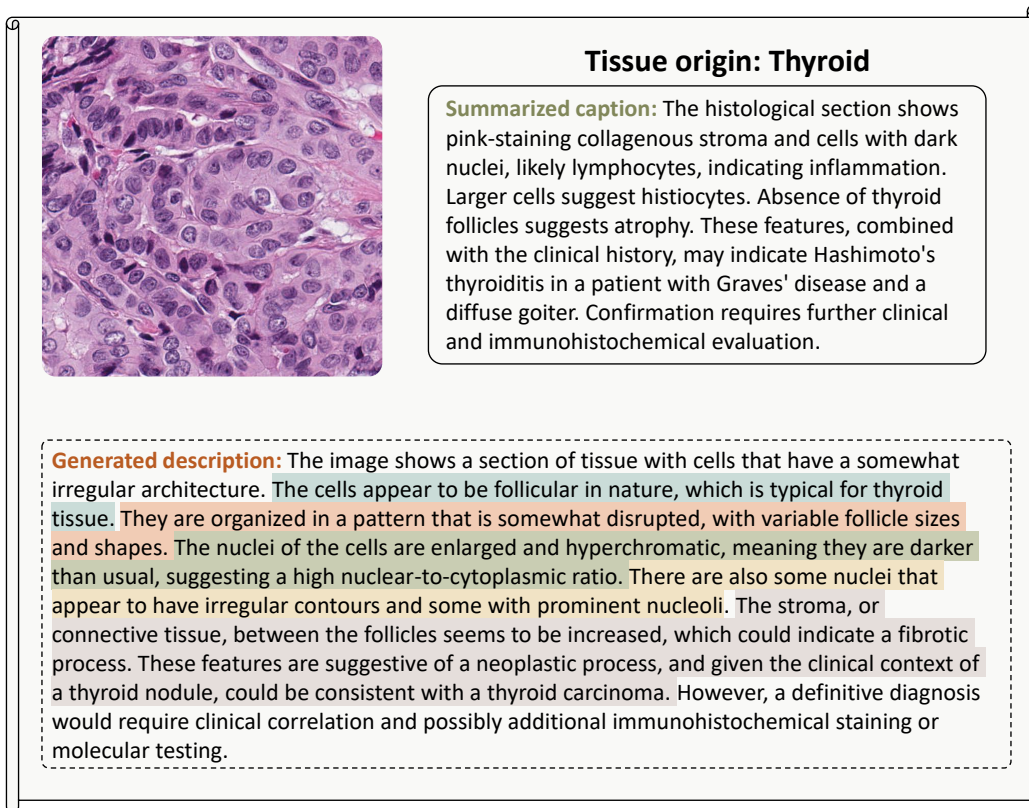 Tissue origin: Thyroid
Summarized caption: The histological section shows
pink-staining collagenous stroma and cells with dark
nuclei, likely lymphocytes, indicating inflammation.
Larger cells suggest histiocytes. Absence of thyroid
follicles suggests atrophy. These features, combined
with the clinical history, may indicate Hashimoto's
thyroiditis in a patient with Graves' disease and a
diffuse goiter. Confirmation requires further clinical
and immunohistochemical evaluation.
Generated description: The image shows a section of tissue with cells that have a somewhat
irregular architecture. The cells appear to be follicular in nature, which is typical for thyroid
tissue. They are organized in a pattern that is somewhat disrupted, with variable follicle sizes
and shapes. The nuclei of the cells are enlarged and hyperchromatic, meaning they are darker
than usual, suggesting a high nuclear-to-cytoplasmic ratio. There are also some nuclei that
appear to have irregular contours and some with prominent nucleoli. The stroma, or
connective tissue, between the follicles seems to be increased, which could indicate a fibrotic
process. These features are suggestive of a neoplastic process, and given the clinical context of
a thyroid nodule, could be consistent with a thyroid carcinoma. However, a definitive diagnosis
would require clinical correlation and possibly additional immunohistochemical staining or
molecular testing.